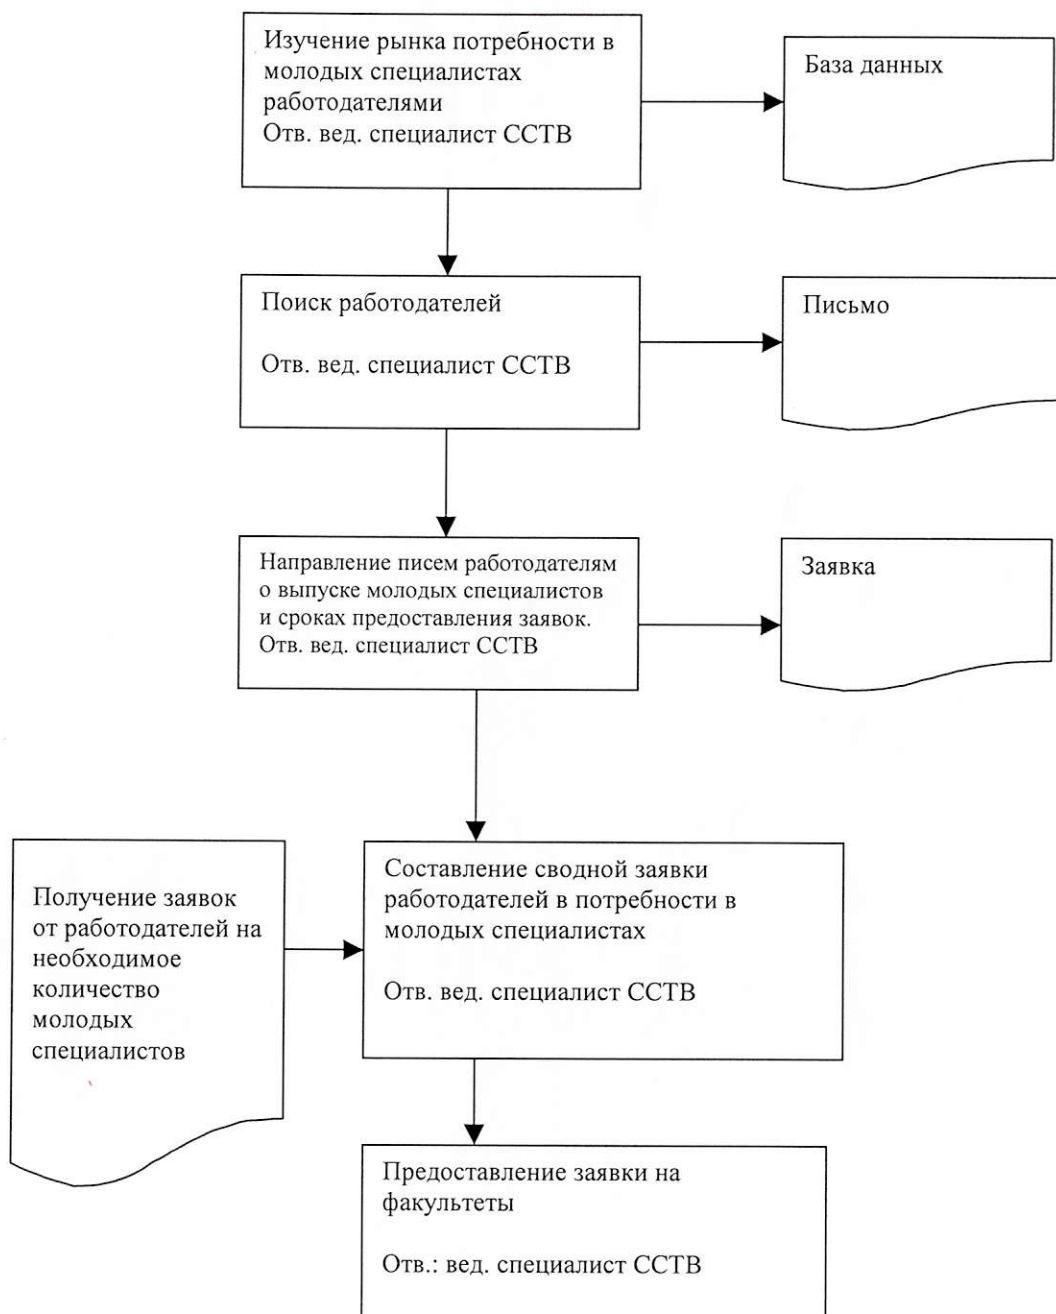 Изучение рынка потребности в
молодых специалистах
работодателями
Отв. вед. специалист ССТВ
База данных
Поиск работодателей
Отв. вед. специалист ССТВ
Письмо
Направление писем работодателям
о выпуске молодых специалистов
и сроках предоставления заявок.
Отв. вед. специалист ССТВ
Заявка
Получение заявок
от работодателей на
необходимое
количество
молодых
специалистов
Составление сводной заявки
работодателей в потребности в
молодых специалистах
Отв. вед. специалист ССТВ
Предоставление заявки на
факультеты
Отв.: вед. специалист ССТВ